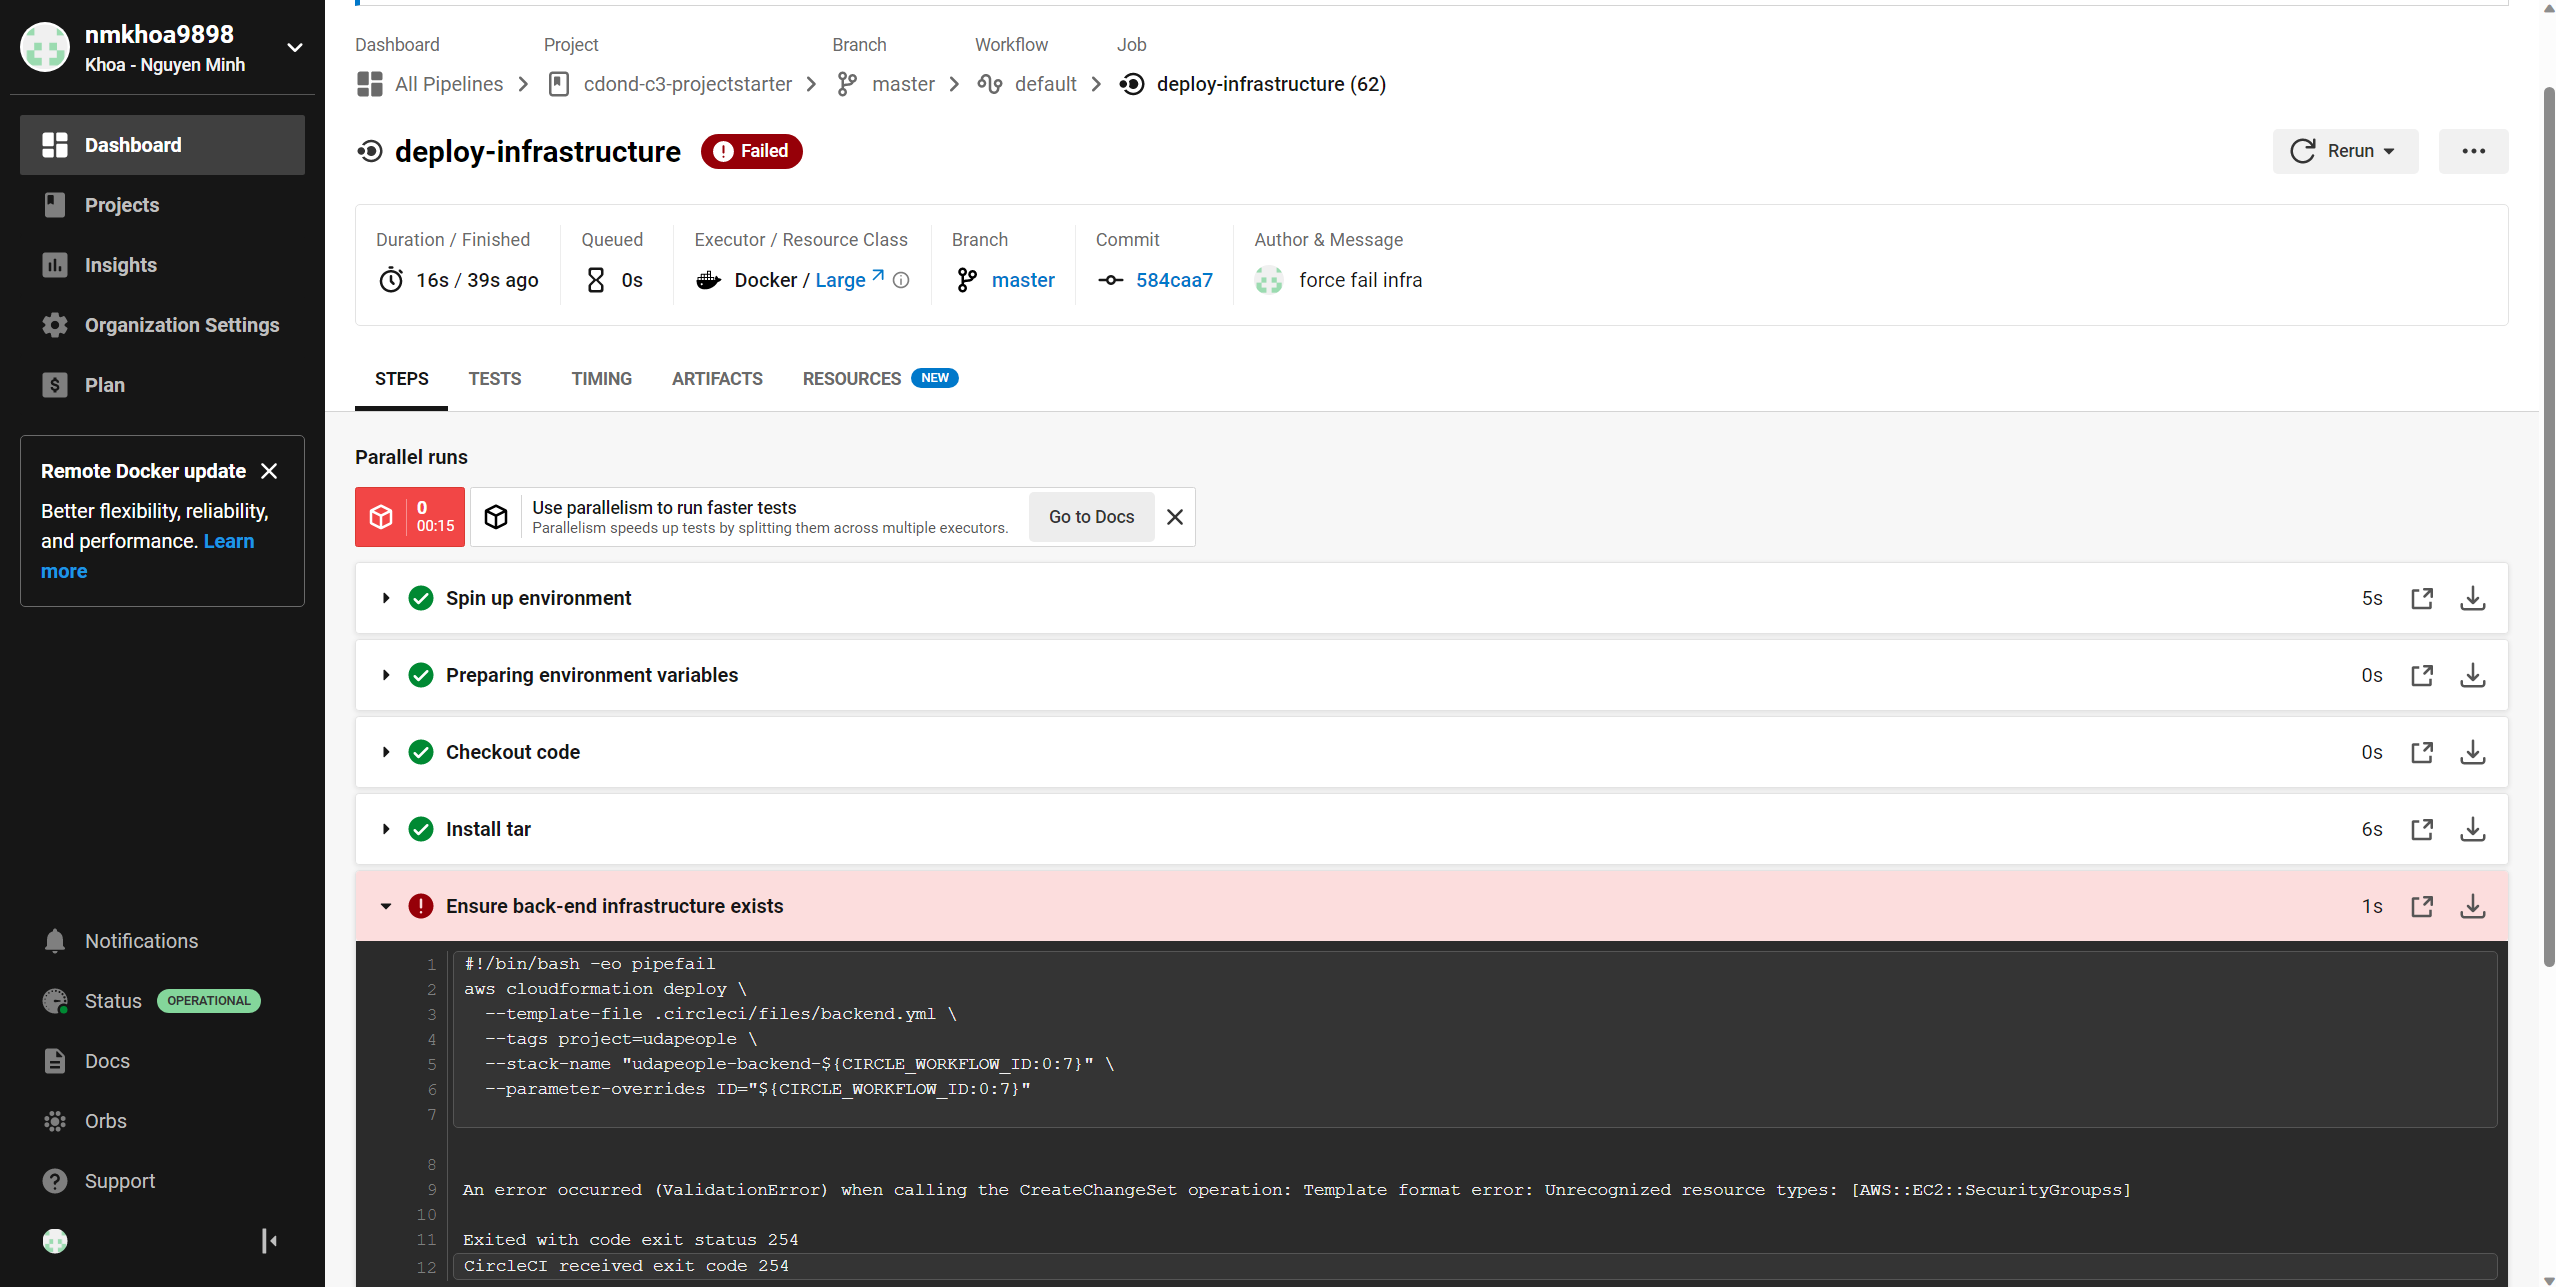 nmkhoa9898
Khoa - Nguyen Minh
Dashboard
Projects
Insights
Organization Settings
Plan
Remote Docker update
Better flexibility, reliability,
and performance. Learn
more
Notifications
Status OPERATIONAL
Docs
Orbs
Support
Dashboard Project Branch Workflow Job
All Pipelines cdond-c3-projectstarter master default deploy-infrastructure (62)
deploy-infrastructure Failed
Rerun
Duration / Finished Queued Executor / Resource Class Branch Commit Author & Message
16s / 39s ago 0s Docker / Large master 584caa7 force fail infra
STEPS TESTS TIMING ARTIFACTS RESOURCES NEW
Parallel runs
0
00:15
Use parallelism to run faster tests
Parallelism speeds up tests by splitting them across multiple executors.
Go to Docs
Spin up environment 5s
Preparing environment variables 0s
Checkout code 0s
Install tar 6s
Ensure back-end infrastructure exists 1s
1 #!/bin/bash -eo pipefail
2 aws cloudformation deploy \
3 --template-file .circleci/files/backend.yml \
4 --tags project=udapeople \
5 --stack-name "udapeople-backend-${CIRCLE_WORKFLOW_ID:0:7}" \
6 --parameter-overrides ID="${CIRCLE_WORKFLOW_ID:0:7}"
7
8
9 An error occurred (ValidationError) when calling the CreateChangeSet operation: Template format error: Unrecognized resource types: [AWS::EC2::SecurityGroupss]
10
11 Exited with code exit status 254
12 CircleCI received exit code 254